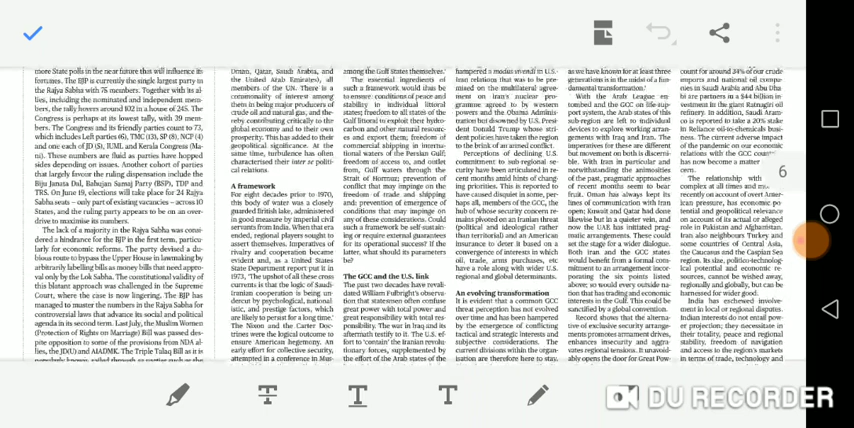 more State polls in the near future this will influence its
fortunes. The BJP is currently the single largest party in
the Rajya Sabha with 75 members. Together with its al-
lies, including the nominated and independent mem-
bers, the tally hovers around 102 in a house of 245. The
Congress is perhaps at its lowest tally, with 39 mem-
bers. The Congress and its friendly parties count to 73,
which includes Left parties (6), TMC (13), SP (8), NCP (4)
and one each of JD (S), IUML and Kerala Congress (Ma-
ni). Those numbers are fluid as parties have hopped
sides depending on issues. Another cohort of parties
that largely favour the ruling dispensation include the
Biju Janata Dal, Bahujan Samaj Party (BSP), TDP and
TRS. On June 19, elections will take place for 24 Rajya
Sabha seats – only part of existing vacancies – across 10
States, and the ruling party appears to be on an over-
drive to maximise its numbers.
The lack of a majority in the Rajya Sabha was consi-
dered a hindrance for the BJP in the first term, particu-
larly for economic reforms. The party devised a du-
bious route to bypass the Upper House in lawmaking by
arbitrarily labelling bills as money bills that need appro-
val only by the Lok Sabha. The constitutional validity of
this blatant approach was challenged in the Supreme
Court, where the case is now lingering. The BJP has
managed to master the numbers in the Rajya Sabha for
controversial laws that advance its social and political
agenda in its second term. Last July, the Muslim Women
(Protection of Rights on Marriage) Bill was passed des-
pite opposition to some of the provisions from NDA al-
lies, the JD(U) and AIADMK. The Triple Talaq Bill as it is
Oman, Qatar, Saudi Arabia, and
the United Arab Emirates), all
members of the UN. There is a
commonality of interest among
them in being major producers of
crude oil and natural gas, and the-
reby contributing critically to the
global economy and to their own
prosperity. This has added to their
geopolitical significance. At the
same time, turbulence has often
characterised their inter se politi-
cal relations.
A framework
For eight decades prior to 1970,
this body of water was a closely
guarded British lake, administered
in good measure by imperial civil
servants from India. When that era
ended, regional players sought to
assert themselves. Imperatives of
rivalry and cooperation became
evident and, as a United States
State Department report put it in
1973, 'The upshot of all these cross
currents is that the logic of Saudi-
Iranian cooperation is being un-
dercut by psychological, national-
istic, and prestige factors, which
are likely to persist for a long time.'
The Nixon and the Carter Doc-
trines were the logical outcome to
ensure American hegemony. An
early effort for collective security,
attempted in a conference in Mus-
among the Gulf States themselves.
The essential ingredients of
such a framework would thus be
to ensure: conditions of peace and
stability in individual littoral
states; freedom to all states of the
Gulf littoral to exploit their hydro-
carbon and other natural resourc-
es and export them; freedom of
commercial shipping in inter-
national waters of the Persian Gulf;
freedom of access to, and outlet
from, Gulf waters through the
Strait of Hormuz; prevention of
conflict that may impinge on the
freedom of trade and shipping
and; prevention of emergence of
conditions that may impinge on
any of these considerations. Could
such a framework be self-sustain-
ing or require external guarantees
for its operational success? If the
latter, what should its parameters
be?
The GCC and the U.S. link
The past two decades have revali-
dated William Fulbright's observa-
tion that statesmen often confuse
great power with total power and
great responsibility with total res-
ponsibility. The war in Iraq and its
aftermath testify to it. The U.S. ef-
fort to 'contain' the Iranian revolu-
tionary forces, supplemented by
the effort of the Arab states of the
hampered a modus vivendi in U.S.-
Iran relations that was to be pre-
mised on the multilateral agree-
ment on Iran's nuclear pro-
gramme agreed to by western
powers and the Obama Adminis-
tration but disowned by U.S. Presi-
dent Donald Trump whose stri-
dent policies have taken the region
to the brink of an armed conflict.
Perceptions of declining U.S.
commitment to sub-regional se-
curity have been articulated in re-
cent months amid hints of chang-
ing priorities. This is reported to
have caused disquiet in some, per-
haps all, members of the GCC, the
hub of whose security concern re-
mains pivoted on an Iranian threat
(political and ideological rather
than territorial) and an American
insurance to deter it based on a
convergence of interests in which
oil, trade, arms purchases, etc
have a role along with wider U.S.
regional and global determinants.
An evolving transformation
It is evident that a common GCC
threat perception has not evolved
over time and has been hampered
by the emergence of conflicting
tactical and strategic interests and
subjective considerations. The
current divisions within the organ-
isation are therefore here to stay.
as we have known for at least three
generations is in the midst of a fun-
damental transformation.'
With the Arab League en-
tombed and the GCC on life-sup-
port system, the Arab states of this
sub-region are left to individual
devices to explore working arran-
gements with Iraq and Iran. The
imperatives for these are different
but movement on both is discerni-
ble. With Iran in particular and
notwithstanding the animosities
of the past, pragmatic approaches
of recent months seem to bear
fruit. Oman has always kept its
lines of communication with Iran
open; Kuwait and Qatar had done
likewise but in a quieter vein, and
now the UAE has initiated prag-
matic arrangements. These could
set the stage for a wider dialogue.
Both Iran and the GCC states
would benefit from a formal com-
mitment to an arrangement incor-
porating the six points listed
above; so would every outside na-
tion that has trading and economic
interests in the Gulf. This could be
sanctified by a global convention.
Record shows that the alterna-
tive of exclusive security arrange-
ments promotes armament drives,
enhances insecurity and aggra-
vates regional tensions. It unavoid-
ably opens the door for Great Pow-
count for around 34% of our crude
imports and national oil compa-
nies in Saudi Arabia and Abu Dha-
bi are partners in a $44 billion in-
vestment in the giant Ratnagiri oil
refinery. In addition, Saudi Aram-
co is reported to take a 20% stake
in Reliance oil-to-chemicals busi-
ness. The current adverse impact
of the pandemic on our economic
relations with the GCC
has now become a matter
cern.
The relationship with
complex at all times and
recently on account of overt Amer-
ican pressure, has economic po-
tential and geopolitical relevance
on account of its actual or alleged
role in Pakistan and Afghanistan.
Iran also neighbours Turkey and
some countries of Central Asia,
the Caucasus and the Caspian Sea
region. Its size, politico-technolog-
ical potential and economic re-
sources, cannot be wished away,
regionally and globally, but can be
harnessed for wider good.
India has eschewed involve-
ment in local or regional disputes.
Indian interests do not entail pow-
er projection; they necessitate in
their totality, peace and regional
stability, freedom of navigation
and access to the region's markets
in terms of trade, technology and
6
DU RECORDER